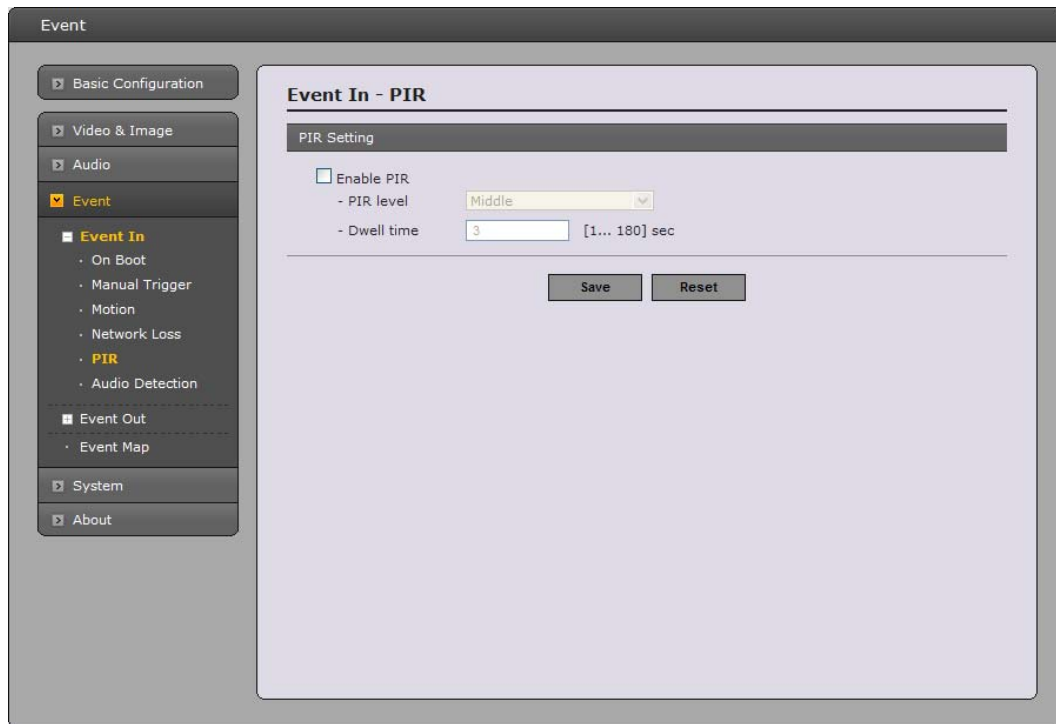 Event
Basic Configuration
Video & Image
Audio
Event
Event In
On Boot
Manual Trigger
Motion
Network Loss
PIR
Audio Detection
Event Out
Event Map
System
About
Event In - PIR
PIR Setting
Enable PIR
- PIR level Middle
- Dwell time 3 [1... 180] sec
Save Reset